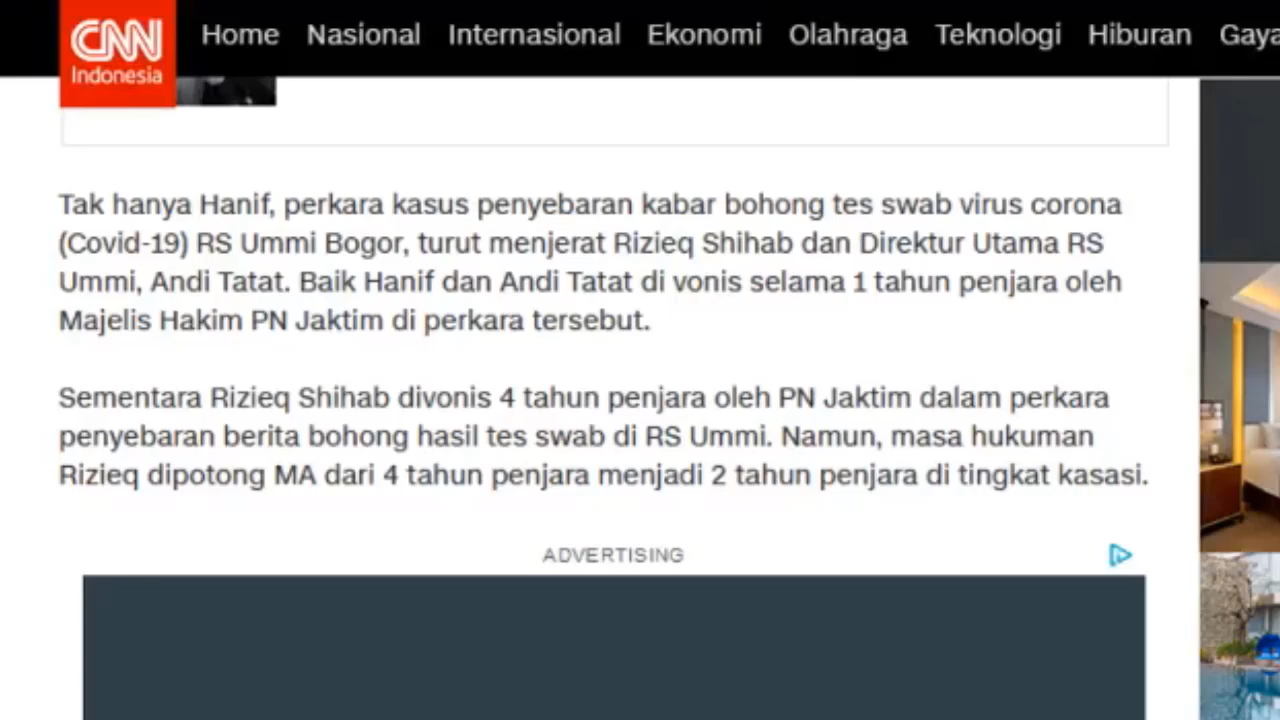 CNN
Indonesia
Home Nasional Internasional Ekonomi Olahraga Teknologi Hiburan Gaya
Tak hanya Hanif, perkara kasus penyebaran kabar bohong tes swab virus corona
(Covid-19) RS Ummi Bogor, turut menjerat Rizieq Shihab dan Direktur Utama RS
Ummi, Andi Tatat. Baik Hanif dan Andi Tatat di vonis selama 1 tahun penjara oleh
Majelis Hakim PN Jaktim di perkara tersebut.
Sementara Rizieq Shihab divonis 4 tahun penjara oleh PN Jaktim dalam perkara
penyebaran berita bohong hasil tes swab di RS Ummi. Namun, masa hukuman
Rizieq dipotong MA dari 4 tahun penjara menjadi 2 tahun penjara di tingkat kasasi.
ADVERTISING